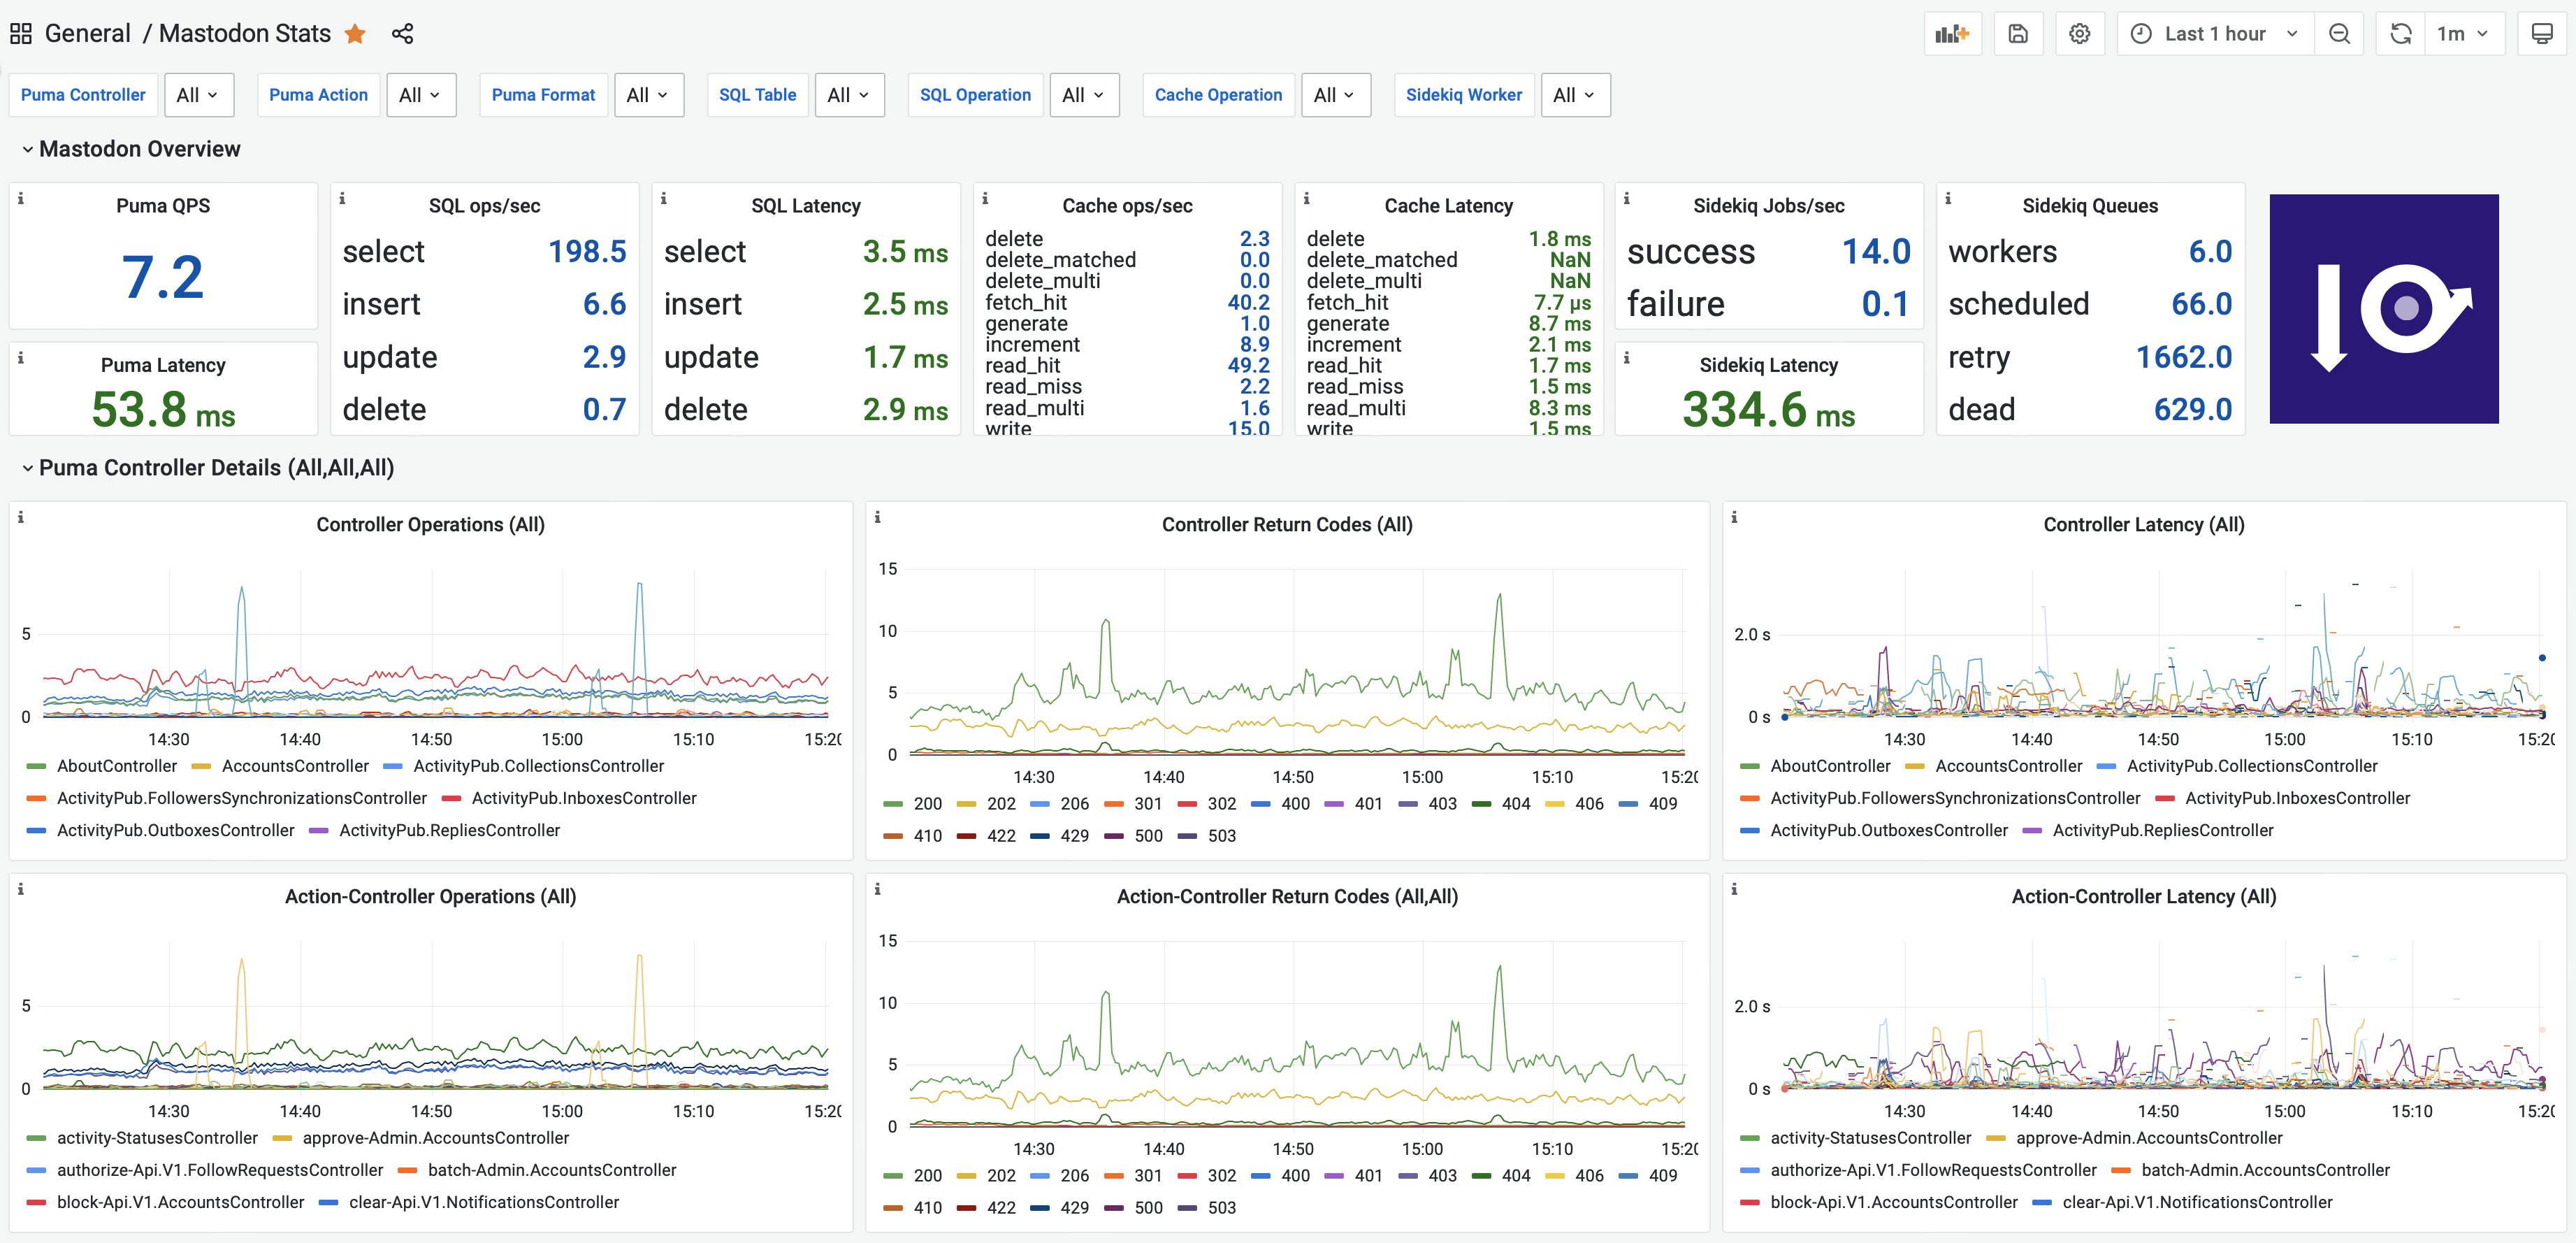 General / Mastodon Stats
Last 1 hour
1m
Puma Controller All Puma Action All Puma Format All SQL Table All SQL Operation All Cache Operation All Sidekiq Worker All
Mastodon Overview
Puma QPS
7.2
Puma Latency
53.8 ms
SQL ops/sec
select 198.5
insert 6.6
update 2.9
delete 0.7
SQL Latency
select 3.5 ms
insert 2.5 ms
update 1.7 ms
delete 2.9 ms
Cache ops/sec
delete 2.3
delete_matched 0.0
delete_multi 0.0
fetch_hit 40.2
generate 1.0
increment 8.9
read_hit 49.2
read_miss 2.2
read_multi 1.6
write 15.0
Cache Latency
delete 1.8 ms
delete_matched NaN
delete_multi NaN
fetch_hit 7.7 µs
generate 8.7 ms
increment 2.1 ms
read_hit 1.7 ms
read_miss 1.5 ms
read_multi 8.3 ms
write 1.5 ms
Sidekiq Jobs/sec
success 14.0
failure 0.1
Sidekiq Latency
334.6 ms
Sidekiq Queues
workers 6.0
scheduled 66.0
retry 1662.0
dead 629.0
Puma Controller Details (All,All,All)
Controller Operations (All)
5
0
14:30 14:40 14:50 15:00 15:10 15:20
AboutController AccountsController ActivityPub.CollectionsController
ActivityPub.FollowersSynchronizationsController ActivityPub.InboxesController
ActivityPub.OutboxesController ActivityPub.RepliesController
Controller Return Codes (All)
15
10
5
0
14:30 14:40 14:50 15:00 15:10 15:20
200 202 206 301 302 400 401 403 404 406 409
410 422 429 500 503
Controller Latency (All)
2.0 s
0 s
14:30 14:40 14:50 15:00 15:10 15:20
AboutController AccountsController ActivityPub.CollectionsController
ActivityPub.FollowersSynchronizationsController ActivityPub.InboxesController
ActivityPub.OutboxesController ActivityPub.RepliesController
Action-Controller Operations (All)
5
0
14:30 14:40 14:50 15:00 15:10 15:20
activity-StatusesController approve-Admin.AccountsController
authorize-Api.V1.FollowRequestsController batch-Admin.AccountsController
block-Api.V1.AccountsController clear-Api.V1.NotificationsController
Action-Controller Return Codes (All,All)
15
10
5
0
14:30 14:40 14:50 15:00 15:10 15:20
200 202 206 301 302 400 401 403 404 406 409
410 422 429 500 503
Action-Controller Latency (All)
2.0 s
0 s
14:30 14:40 14:50 15:00 15:10 15:20
activity-StatusesController approve-Admin.AccountsController
authorize-Api.V1.FollowRequestsController batch-Admin.AccountsController
block-Api.V1.AccountsController clear-Api.V1.NotificationsController